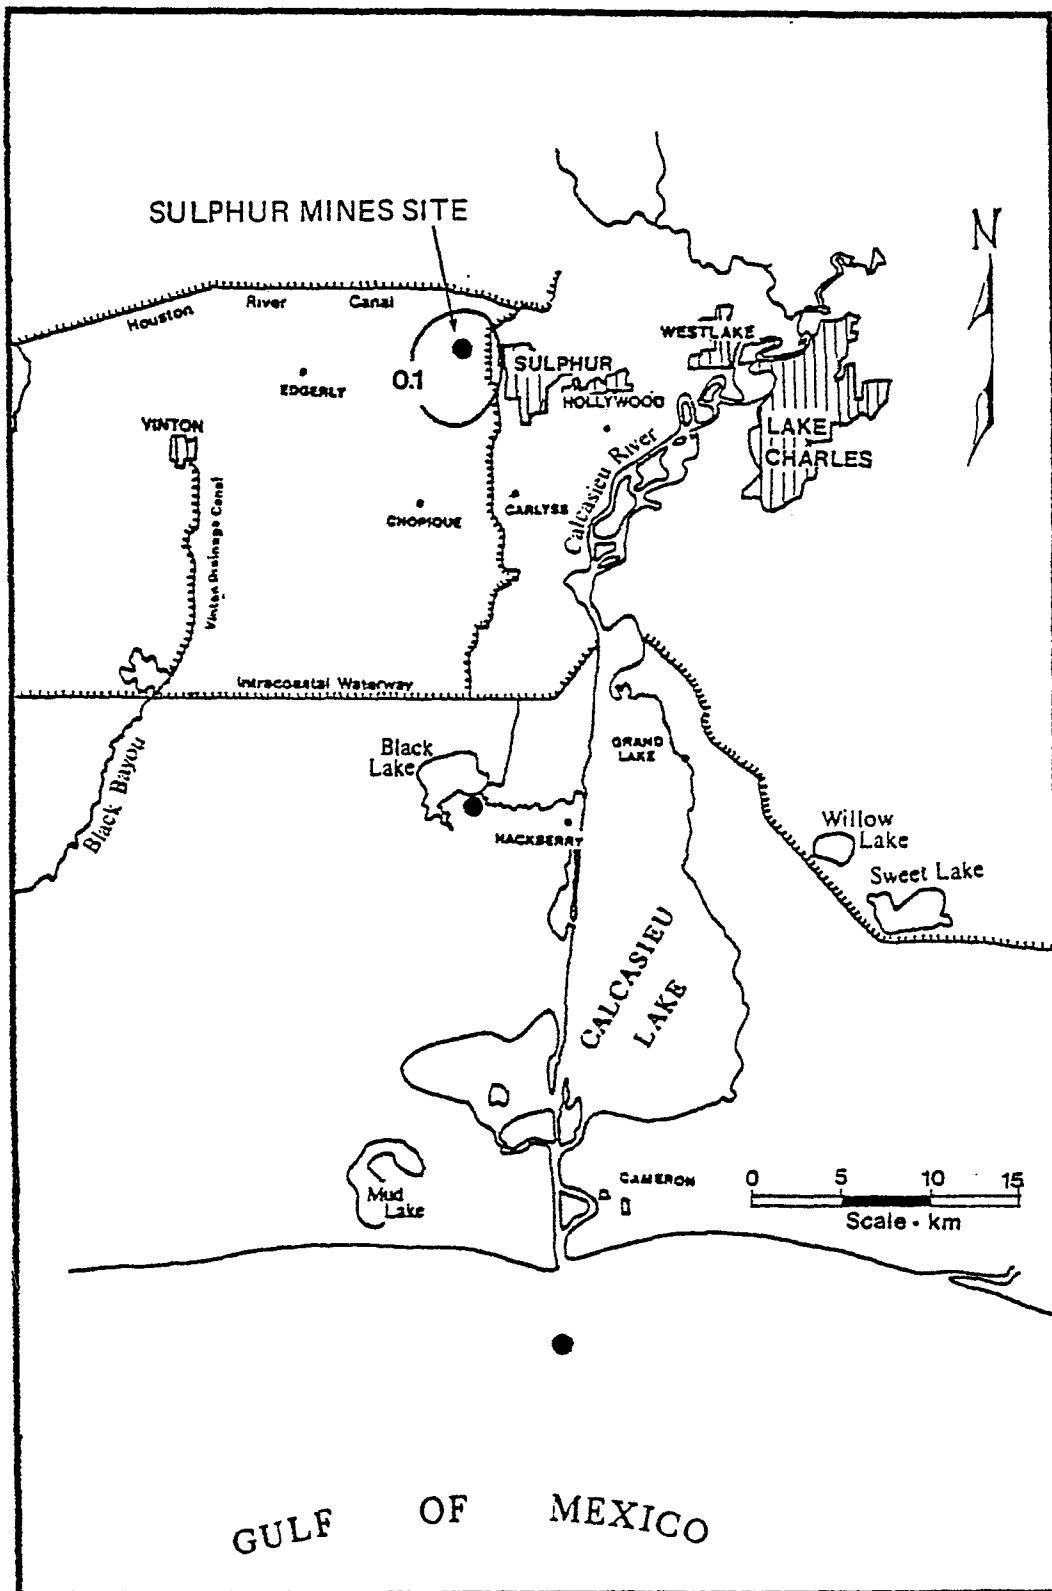 SULPHUR MINES SITE
N
Houston River Canal
WESTLAKE
SULPHUR
0.1
EDGERLT
HOLLYWOOD
VINTON
LAKE
CHARLES
Calcasieu River
CHOPIQUE
CARLYSS
Vinton Drainage Canal
Intracoastal Waterway
Black
Lake
GRAND
LAKE
Black Bayou
HACKBERRY
Willow
Lake
Sweet Lake
CALCASIEU
LAKE
CAMERON
Mud
Lake
0 5 10 15
Scale - km
GULF OF MEXICO